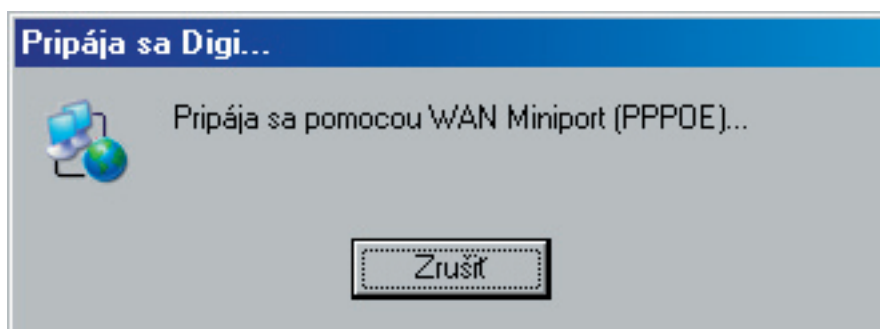 Pripája sa Digi...
Pripája sa pomocou WAN Miniport (PPPOE)...
Zrušiť